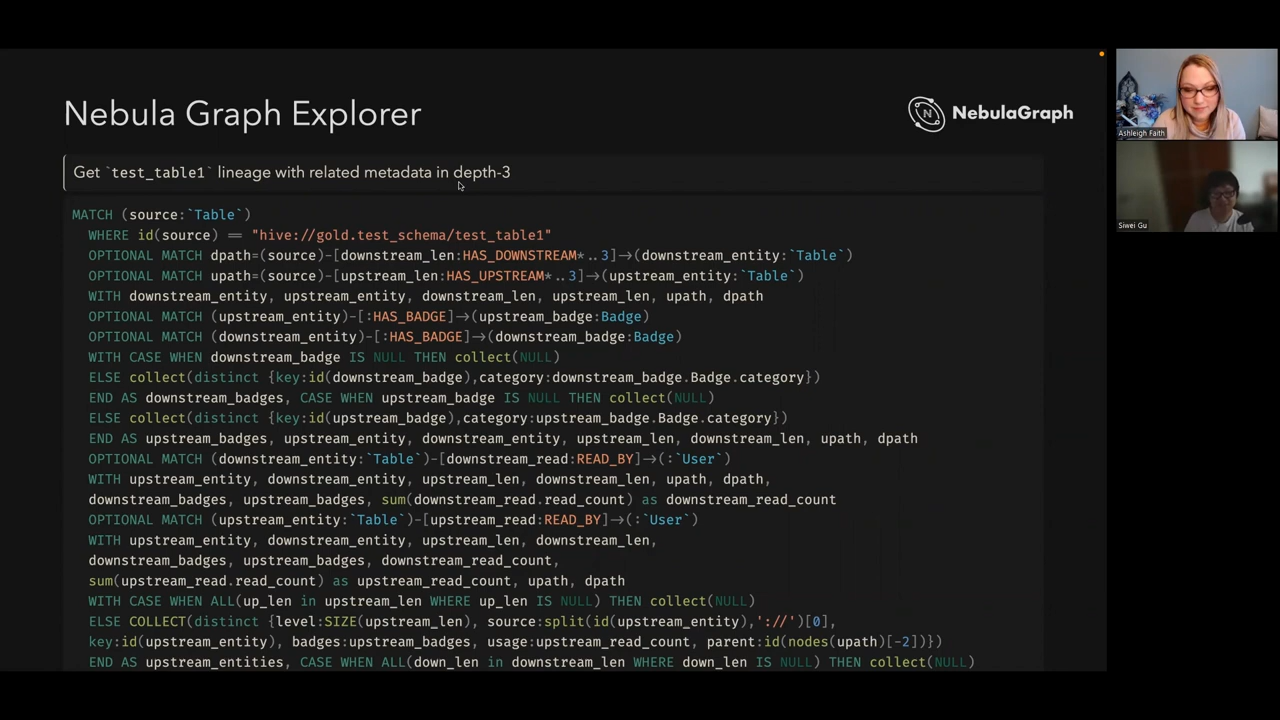 Nebula Graph Explorer
NebulaGraph
Get `test_table1` lineage with related metadata in depth-3
MATCH (source:`Table`)
WHERE id(source) == "hive://gold.test_schema/test_table1"
OPTIONAL MATCH dpath=(source)-[downstream_len:HAS_DOWNSTREAM*..3]->(downstream_entity:`Table`)
OPTIONAL MATCH upath=(source)-[upstream_len:HAS_UPSTREAM*..3]->(upstream_entity:`Table`)
WITH downstream_entity, upstream_entity, downstream_len, upstream_len, upath, dpath
OPTIONAL MATCH (upstream_entity)-[:HAS_BADGE]->(upstream_badge:Badge)
OPTIONAL MATCH (downstream_entity)-[:HAS_BADGE]->(downstream_badge:Badge)
WITH CASE WHEN downstream_badge IS NULL THEN collect(NULL)
ELSE collect(distinct {key:id(downstream_badge),category:downstream_badge.Badge.category})
END AS downstream_badges, CASE WHEN upstream_badge IS NULL THEN collect(NULL)
ELSE collect(distinct {key:id(upstream_badge),category:upstream_badge.Badge.category})
END AS upstream_badges, upstream_entity, downstream_entity, upstream_len, downstream_len, upath, dpath
OPTIONAL MATCH (downstream_entity:`Table`)-[downstream_read:READ_BY]->(:`User`)
WITH upstream_entity, downstream_entity, upstream_len, downstream_len, upath, dpath,
downstream_badges, upstream_badges, sum(downstream_read.read_count) as downstream_read_count
OPTIONAL MATCH (upstream_entity:`Table`)-[upstream_read:READ_BY]->(:`User`)
WITH upstream_entity, downstream_entity, upstream_len, downstream_len,
downstream_badges, upstream_badges, downstream_read_count,
sum(upstream_read.read_count) as upstream_read_count, upath, dpath
WITH CASE WHEN ALL(up_len in upstream_len WHERE up_len IS NULL) THEN collect(NULL)
ELSE COLLECT(distinct {level:SIZE(upstream_len), source:split(id(upstream_entity),'://')[0],
key:id(upstream_entity), badges:upstream_badges, usage:upstream_read_count, parent:id(nodes(upath)[-2])})
END AS upstream_entities, CASE WHEN ALL(down_len in downstream_len WHERE down_len IS NULL) THEN collect(NULL)
Ashleigh Faith
Siwei Gu